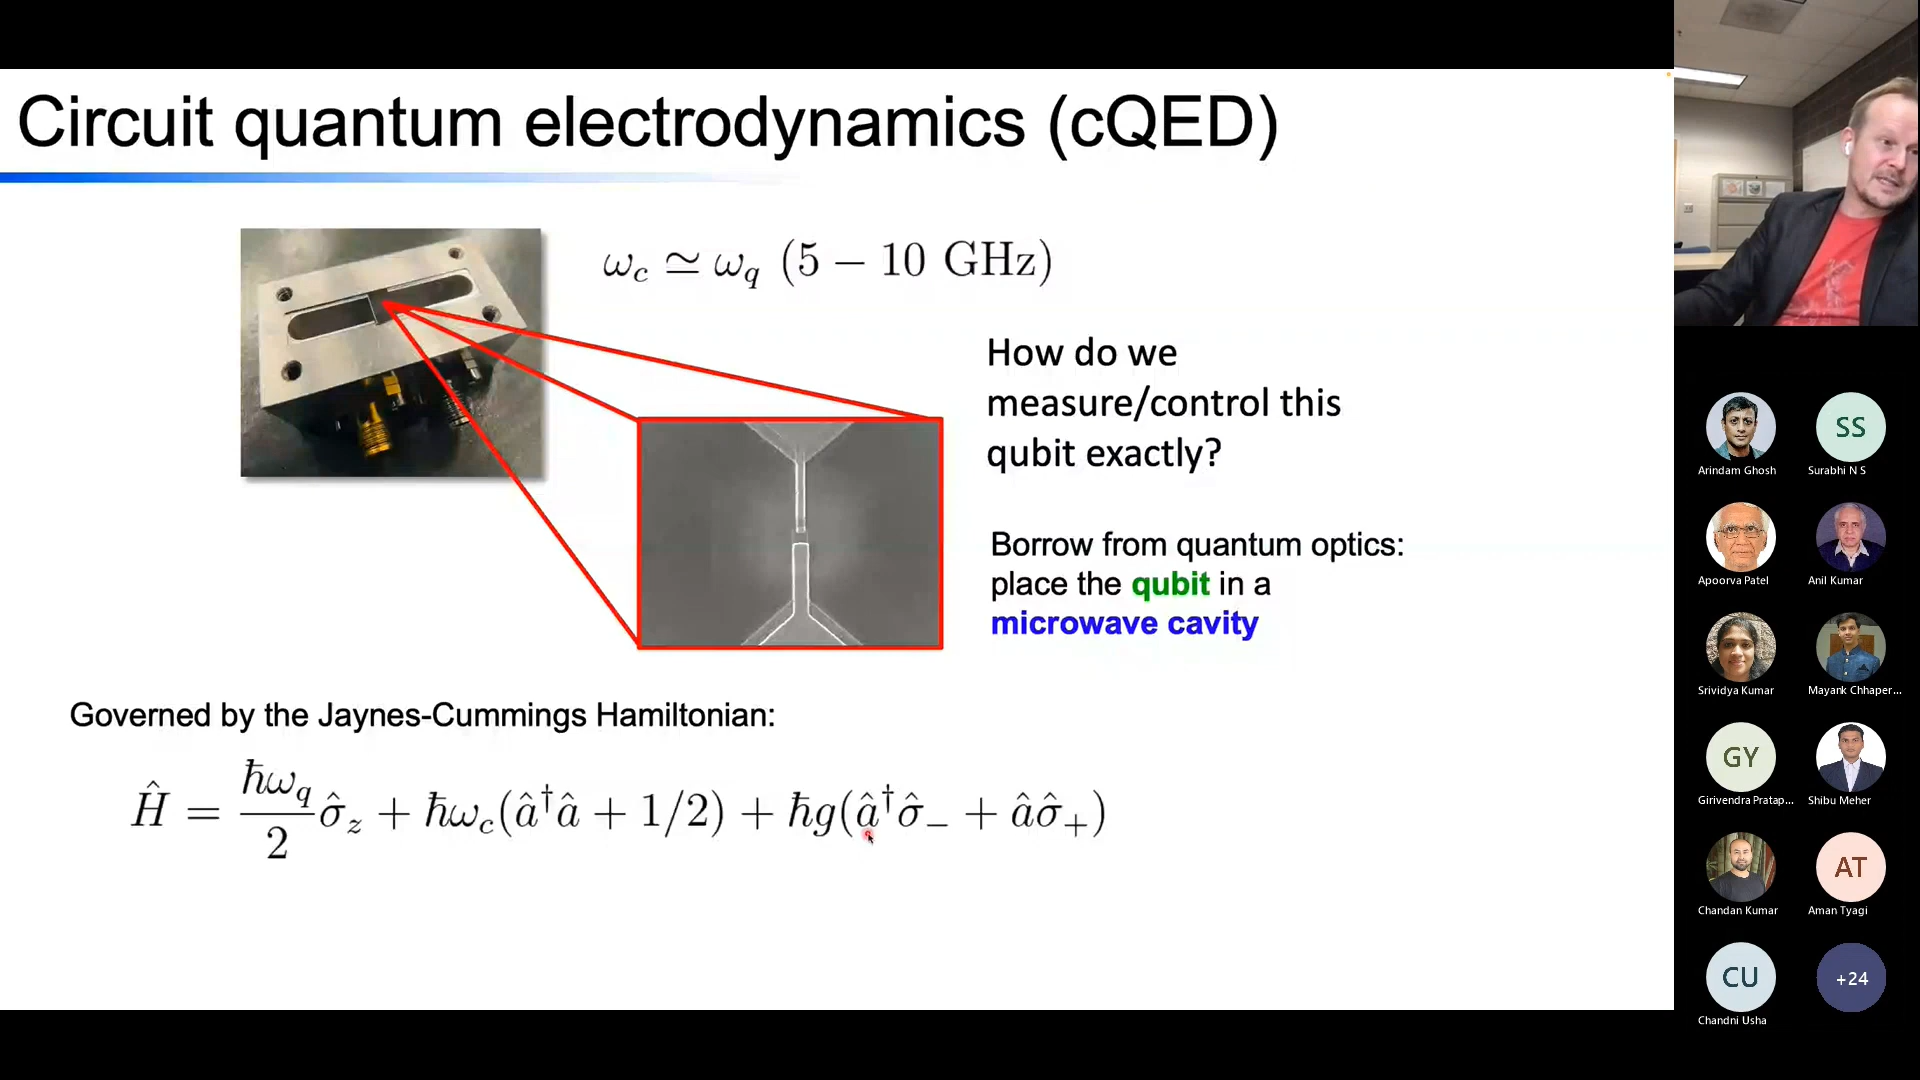 Circuit quantum electrodynamics (cQED)
ω_c ≃ ω_q (5 − 10 GHz)
How do we
measure/control this
qubit exactly?
Borrow from quantum optics:
place the qubit in a
microwave cavity
Governed by the Jaynes-Cummings Hamiltonian:
Ĥ = ħω_q/2 σ̂_z + ħω_c(â†â + 1/2) + ħg(â†σ̂_− + âσ̂_+)
SS
Arindam Ghosh
Surabhi N S
Apoorva Patel
Anil Kumar
Srividya Kumar
Mayank Chhaper...
GY
Girivendra Pratap...
Shibu Meher
AT
Chandan Kumar
Aman Tyagi
CU
+24
Chandni Usha